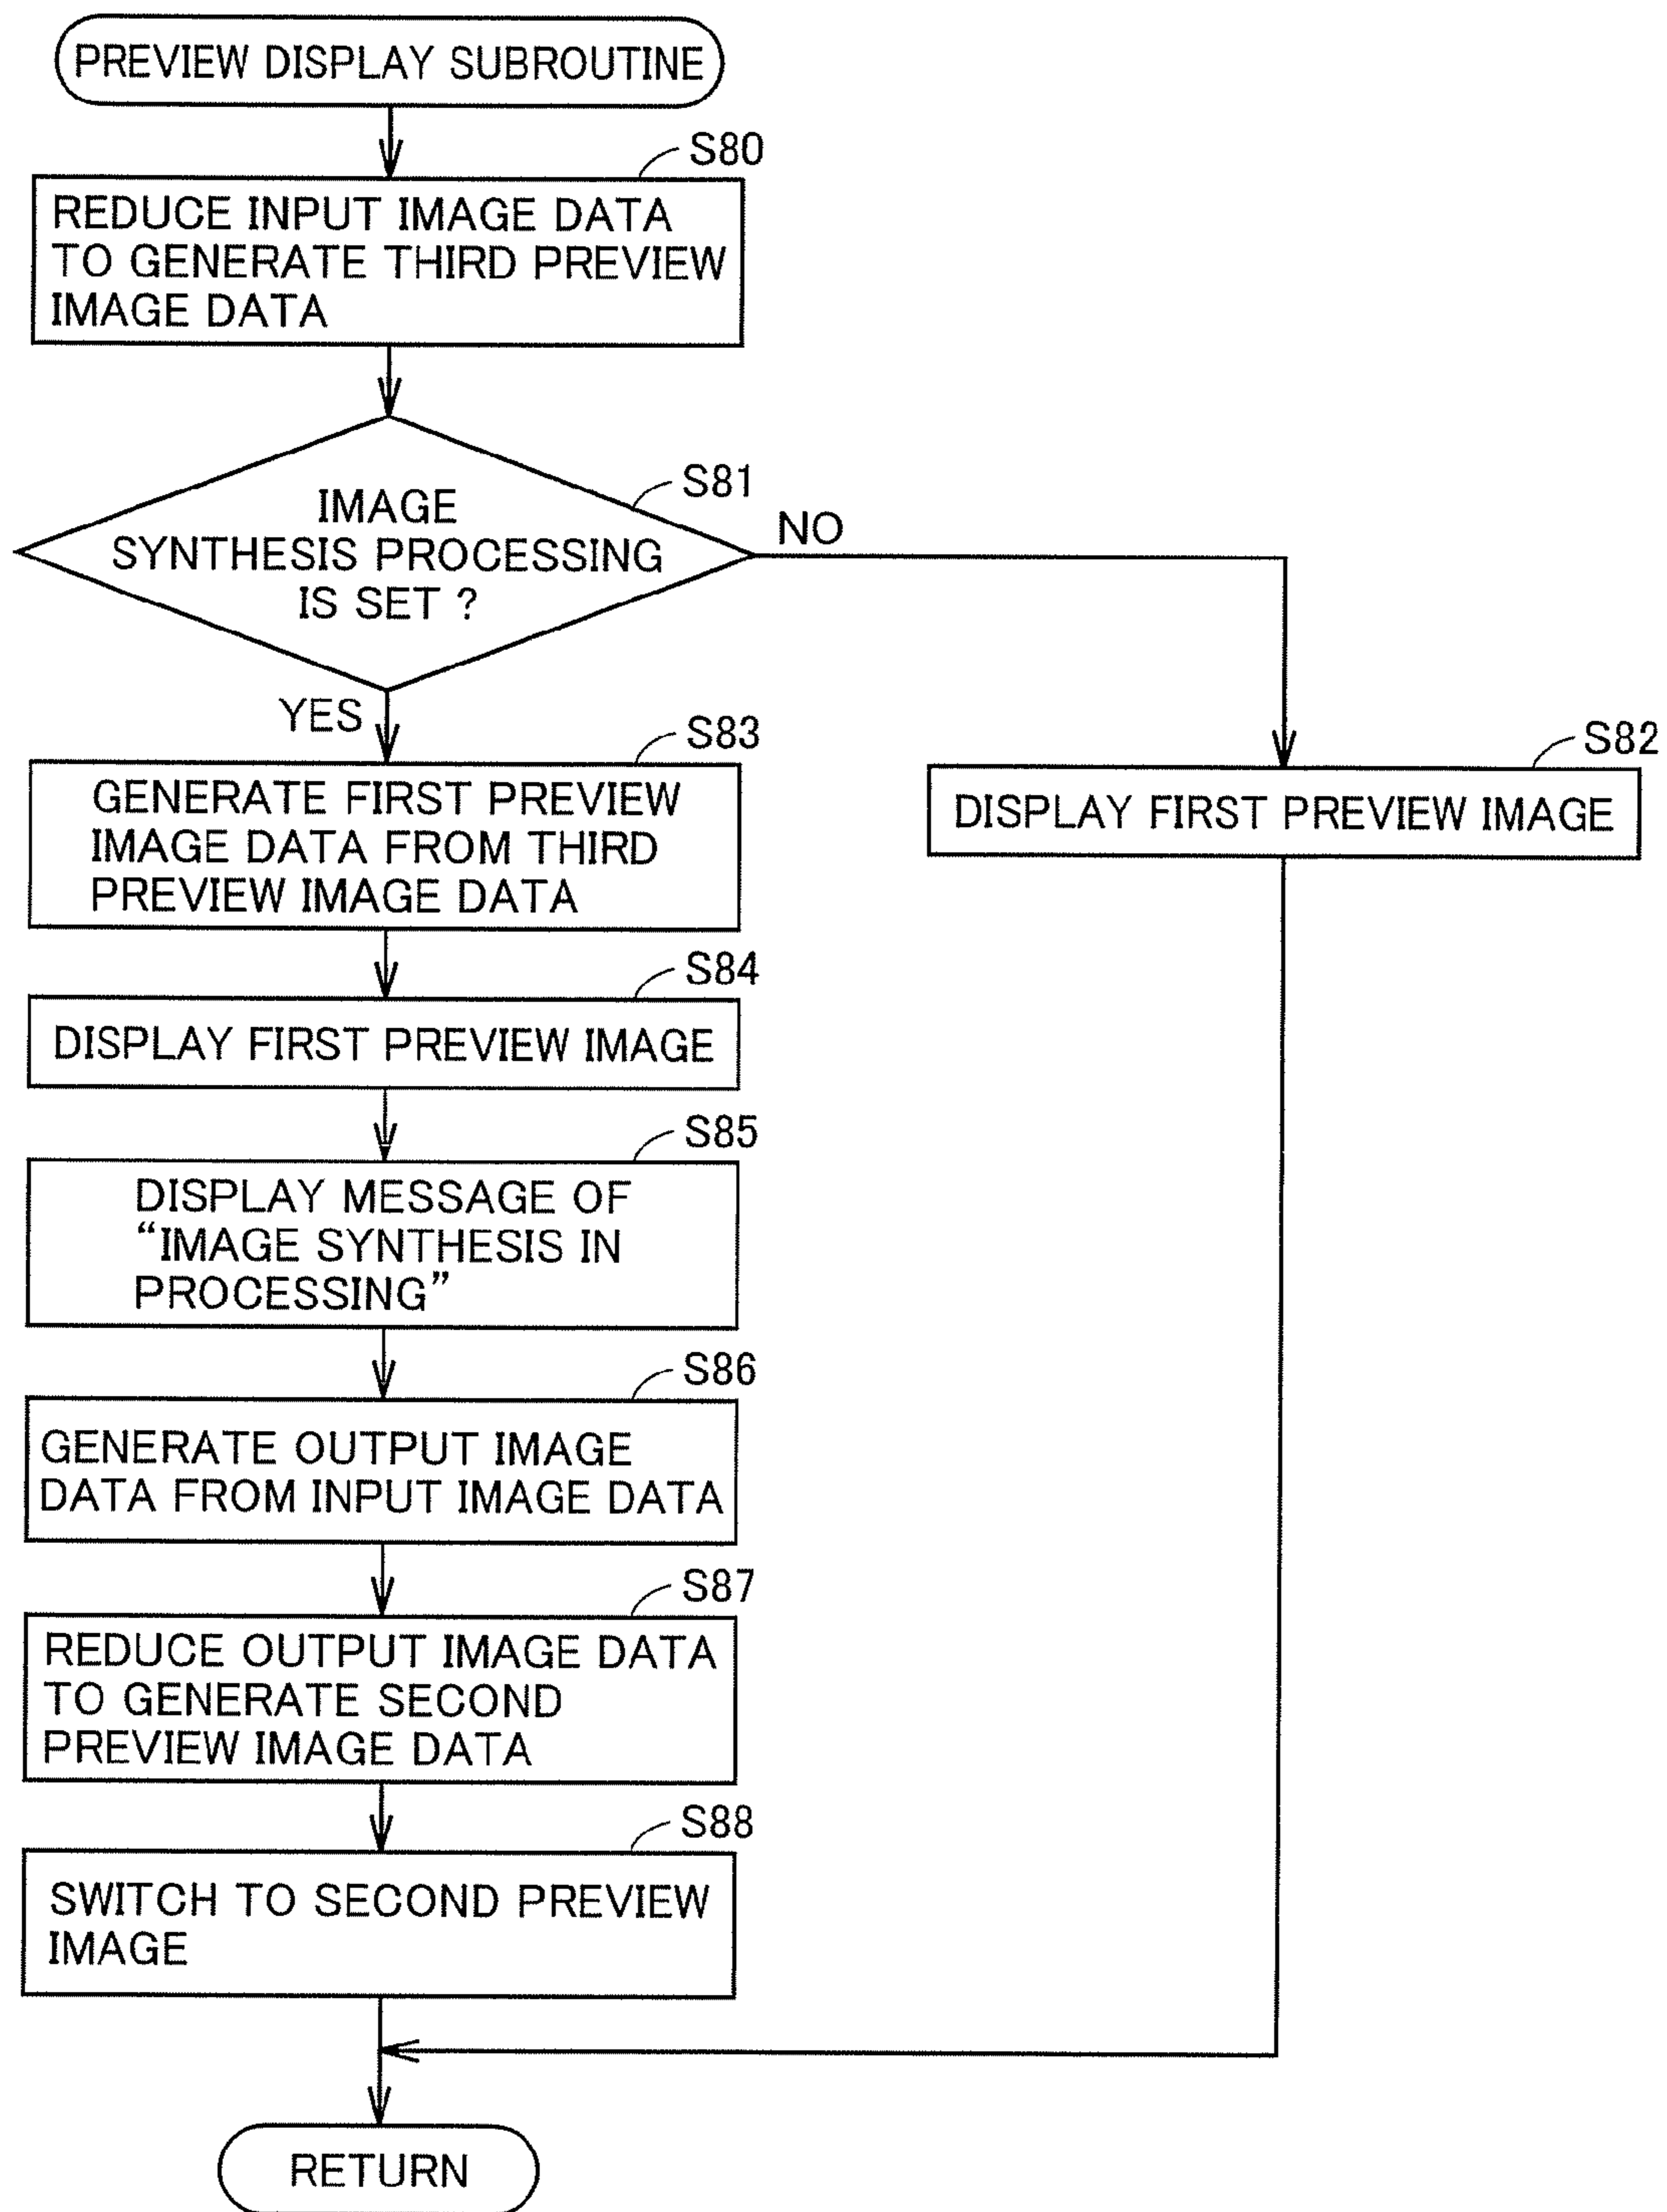 PREVIEW DISPLAY SUBROUTINE
S80
REDUCE INPUT IMAGE DATA
TO GENERATE THIRD PREVIEW
IMAGE DATA
S81
IMAGE
SYNTHESIS PROCESSING
IS SET ?
NO
YES
S82
DISPLAY FIRST PREVIEW IMAGE
S83
GENERATE FIRST PREVIEW
IMAGE DATA FROM THIRD
PREVIEW IMAGE DATA
S84
DISPLAY FIRST PREVIEW IMAGE
S85
DISPLAY MESSAGE OF
“IMAGE SYNTHESIS IN
PROCESSING”
S86
GENERATE OUTPUT IMAGE
DATA FROM INPUT IMAGE DATA
S87
REDUCE OUTPUT IMAGE DATA
TO GENERATE SECOND
PREVIEW IMAGE DATA
S88
SWITCH TO SECOND PREVIEW
IMAGE
RETURN